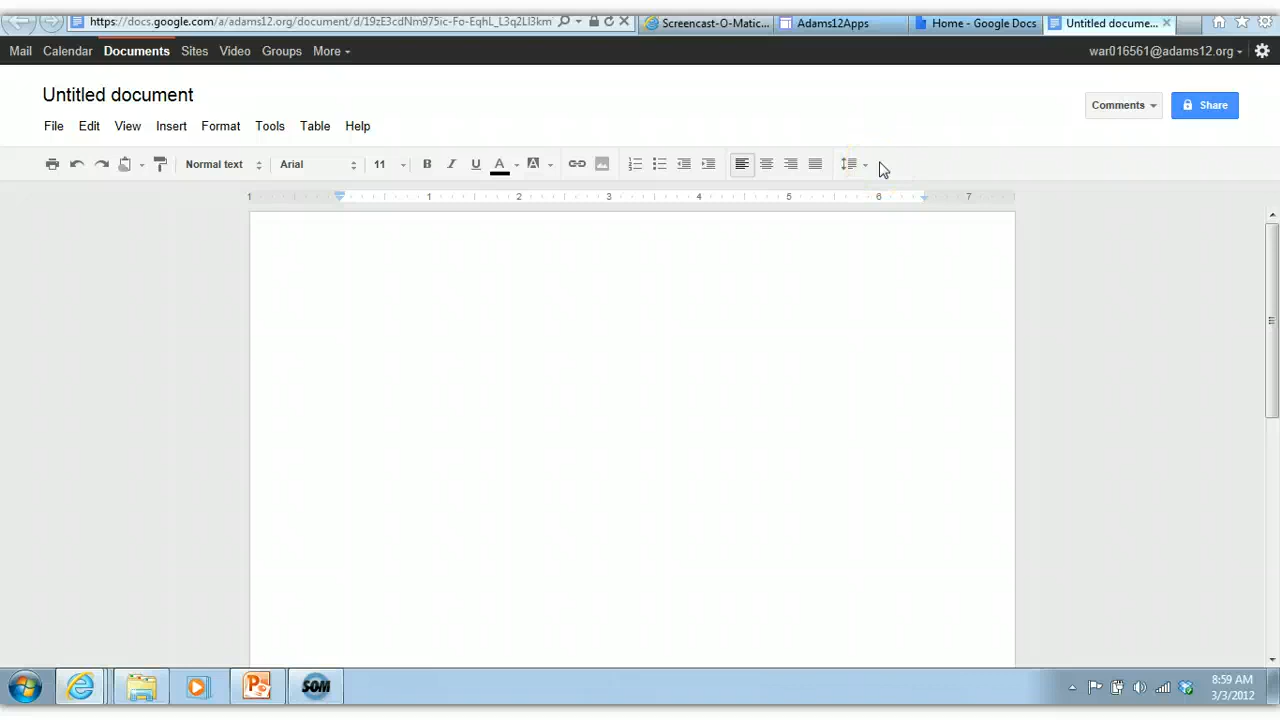 https://docs.google.com/a/adams12.org/document/d/19zE3cdNm975ic-Fo-EqhL_L3q2Ll3km
Screencast-O-Matic...
Adams12Apps
Home - Google Docs
Untitled docume...
Mail Calendar Documents Sites Video Groups More
war016561@adams12.org
Untitled document
Comments
Share
File Edit View Insert Format Tools Table Help
Normal text Arial 11 B I U A A
1 1 2 3 4 5 6 7
SOM
8:59 AM
3/3/2012